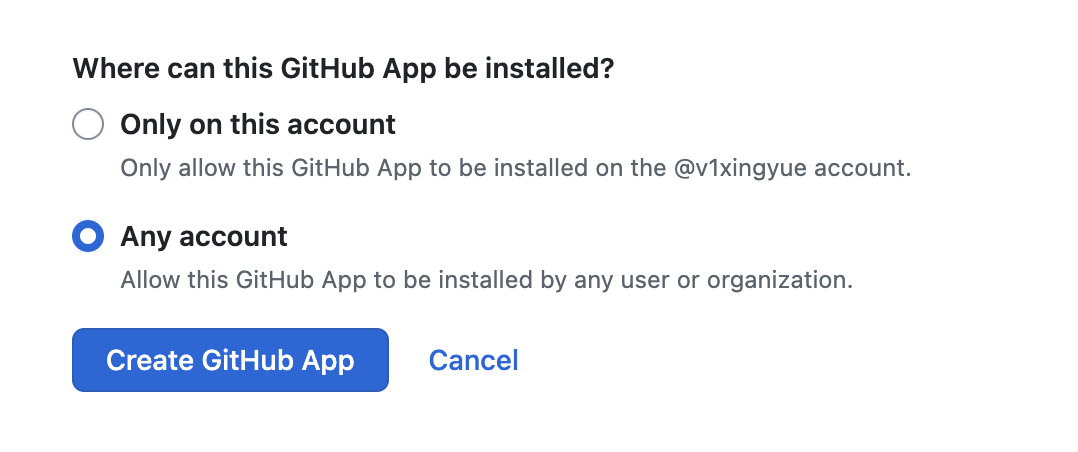 Where can this GitHub App be installed?
Only on this account
Only allow this GitHub App to be installed on the @v1xingyue account.
Any account
Allow this GitHub App to be installed by any user or organization.
Create GitHub App Cancel